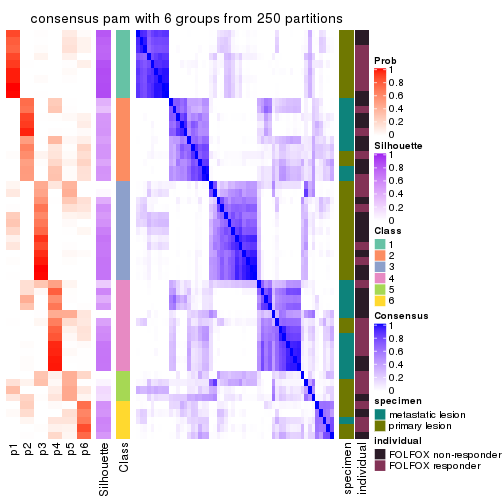 consensus pam with 6 groups from 250 partitions
p1
p2
p3
p4
p5
p6
Silhouette
Class
specimen
individual
Prob
1
0.8
0.6
0.4
0.2
0
Silhouette
1
0.8
0.6
0.4
0.2
0
Class
1
2
3
4
5
6
Consensus
1
0.8
0.6
0.4
0.2
0
specimen
metastatic lesion
primary lesion
individual
FOLFOX non-responder
FOLFOX responder